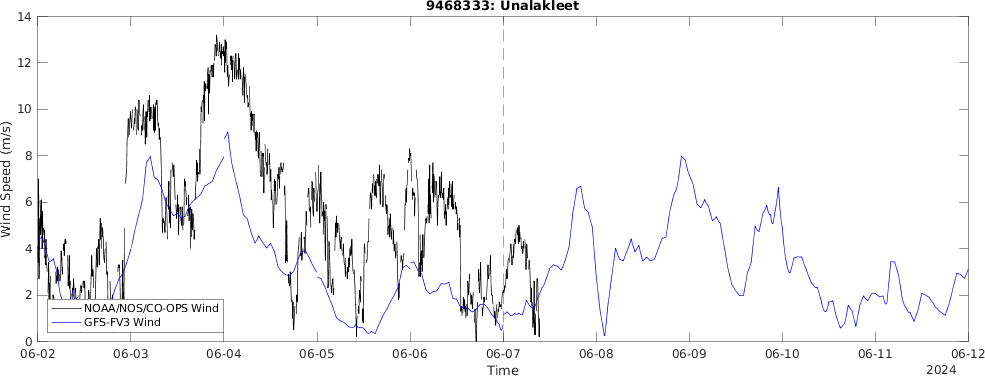 9468333: Unalakleet
Wind Speed (m/s)
14
12
10
8
6
4
2
0
NOAA/NOS/CO-OPS Wind
GFS-FV3 Wind
06-02 06-03 06-04 06-05 06-06 06-07 06-08 06-09 06-10 06-11 06-12
Time
2024